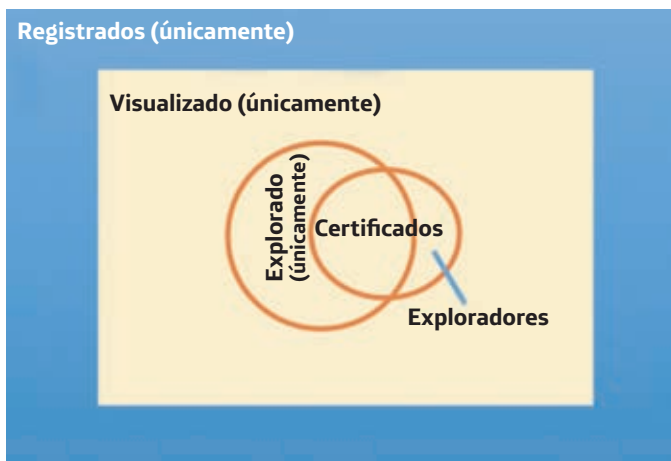 Registrados (únicamente)
Visualizado (únicamente)
Explorado
(únicamente)
Certificados
Exploradores